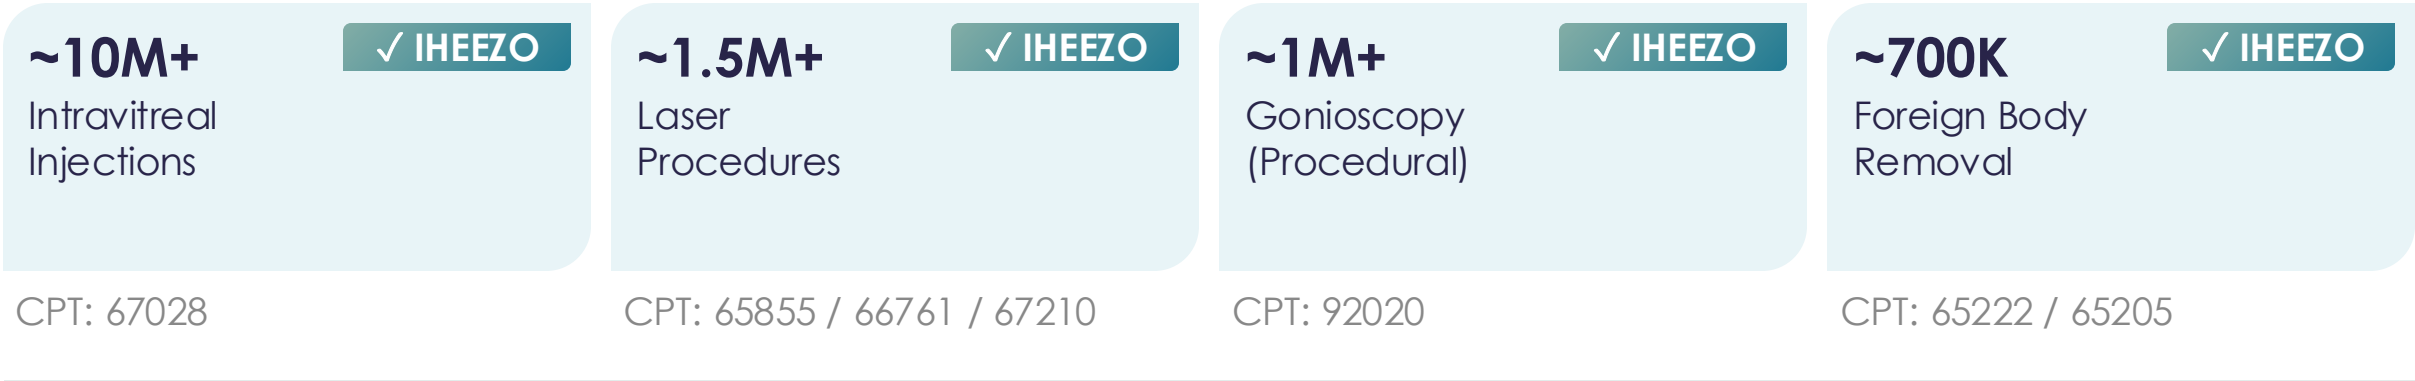 ~10M+
✓ IHEEZO
Intravitreal
Injections
CPT: 67028
~1.5M+
✓ IHEEZO
Laser
Procedures
CPT: 65855 / 66761 / 67210
~1M+
✓ IHEEZO
Gonioscopy
(Procedural)
CPT: 92020
~700K
✓ IHEEZO
Foreign Body
Removal
CPT: 65222 / 65205